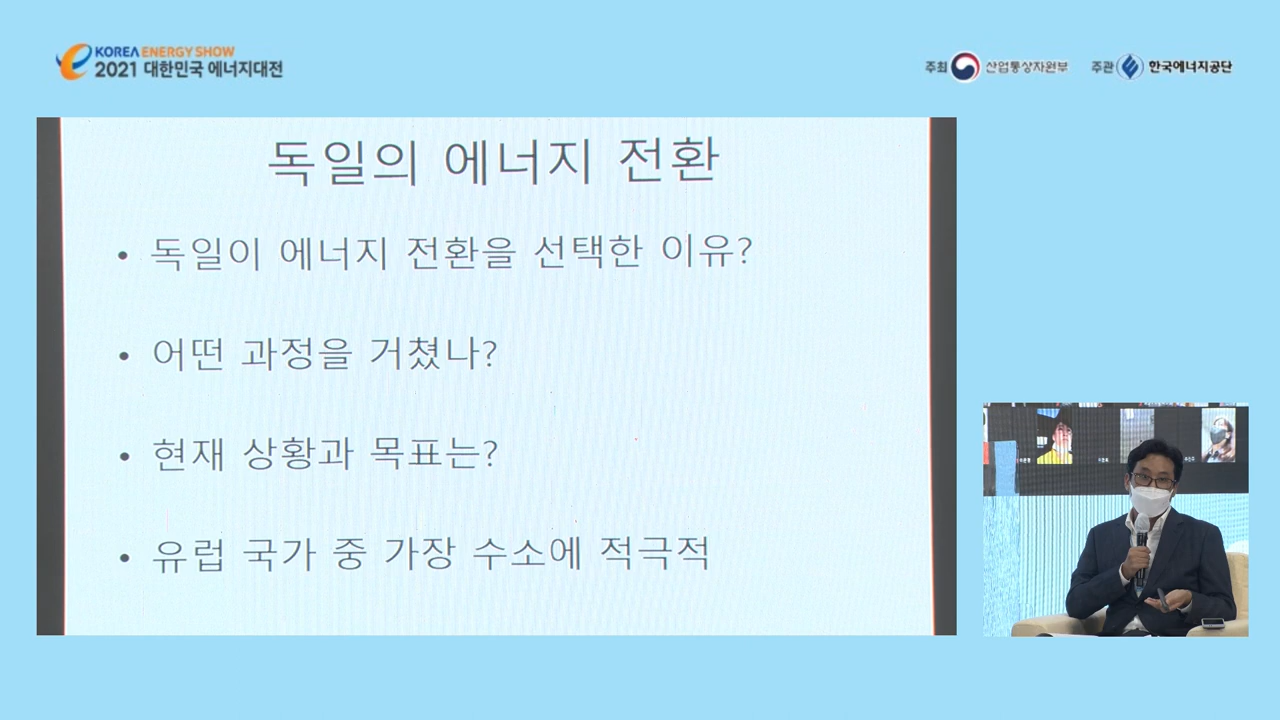 KOREA ENERGY SHOW
2021 대한민국 에너지대전
주최 산업통상자원부 주관 한국에너지공단
독일의 에너지 전환
• 독일이 에너지 전환을 선택한 이유?
• 어떤 과정을 거쳤나?
• 현재 상황과 목표는?
• 유럽 국가 중 가장 수소에 적극적